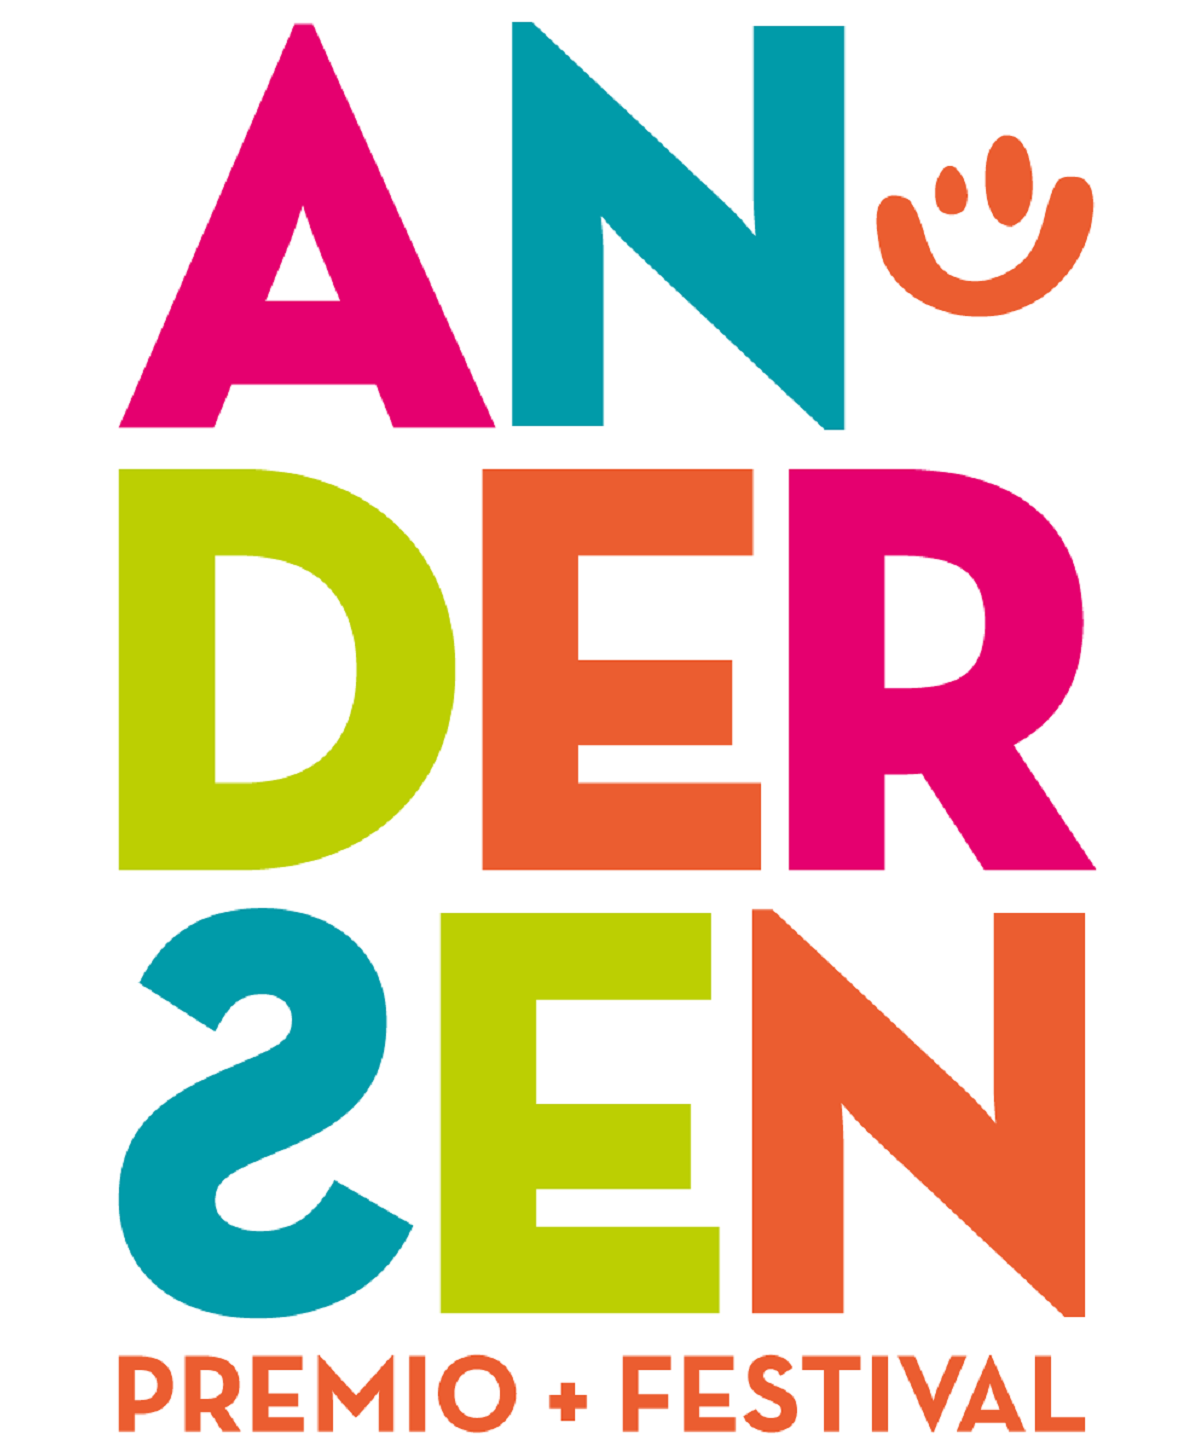 AN
DER
SEN
PREMIO + FESTIVAL